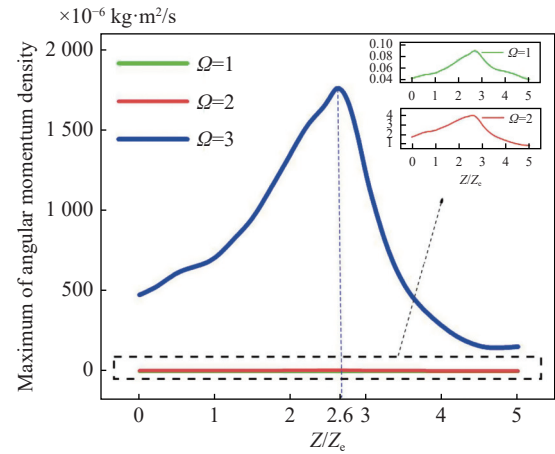 ×10⁻⁶ kg·m²/s
Maximum of angular momentum density
2 000
1 500
1 000
500
0
Ω=1
Ω=2
Ω=3
0 1 2 2.6 3 4 5
Z/Zₑ
0.10
0.08
0.06
0.04
Ω=1
0 1 2 3 4 5
4
3
2
1
Ω=2
0 1 2 3 4 5
Z/Zₑ